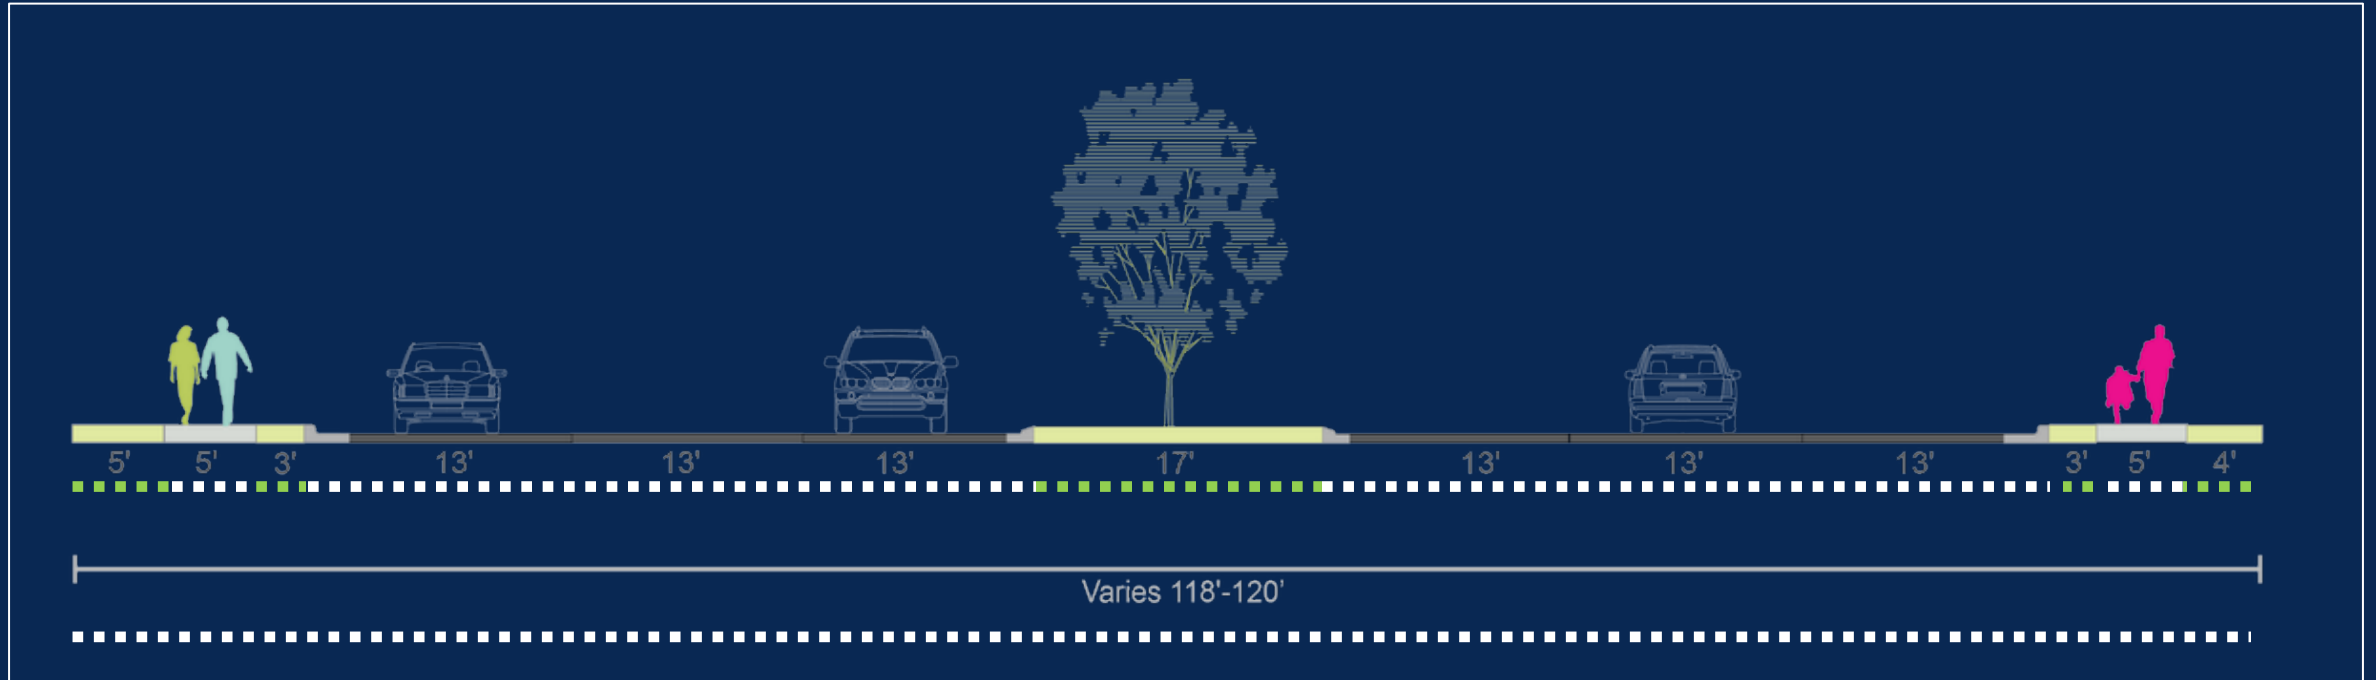 5' 5' 3' 13' 13' 13' 17' 13' 13' 13' 3' 5' 4'
Varies 118'-120’